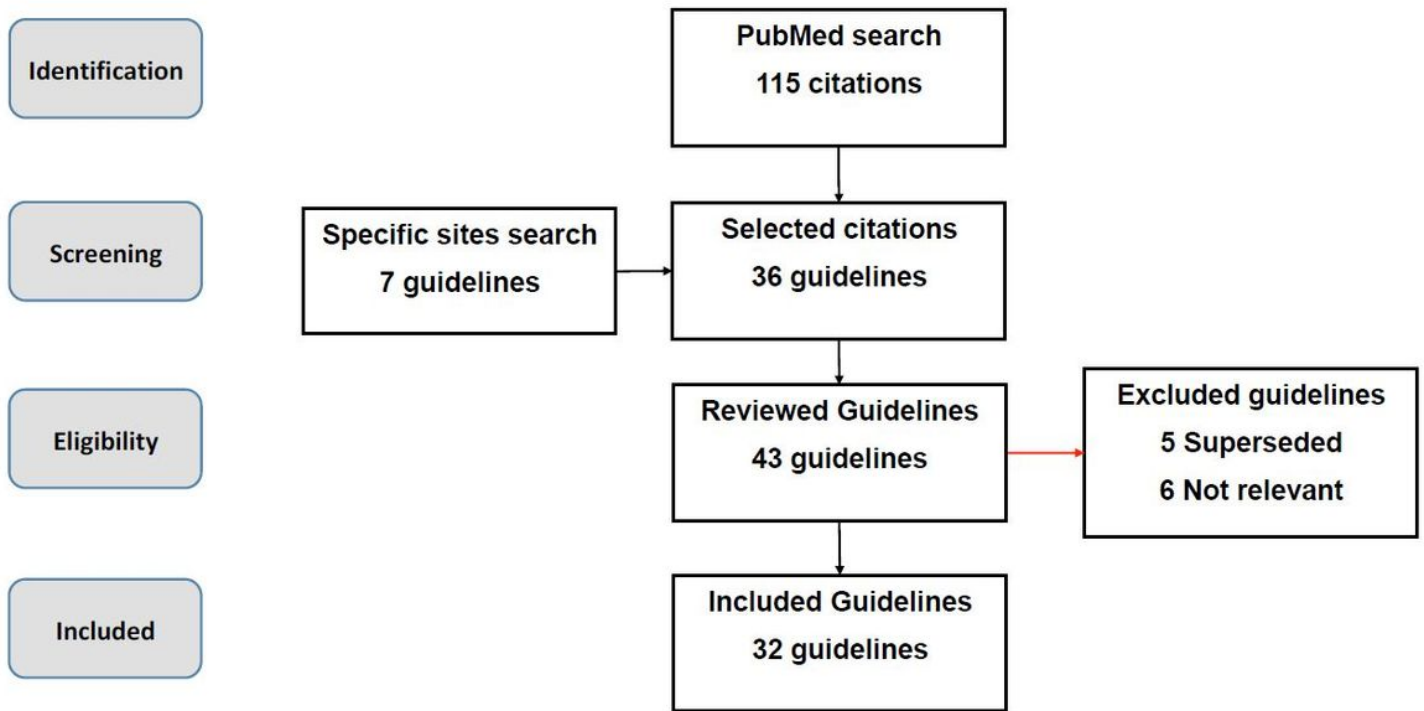 Identification
PubMed search
115 citations
Screening
Specific sites search
7 guidelines
Selected citations
36 guidelines
Eligibility
Reviewed Guidelines
43 guidelines
Excluded guidelines
5 Superseded
6 Not relevant
Included
Included Guidelines
32 guidelines